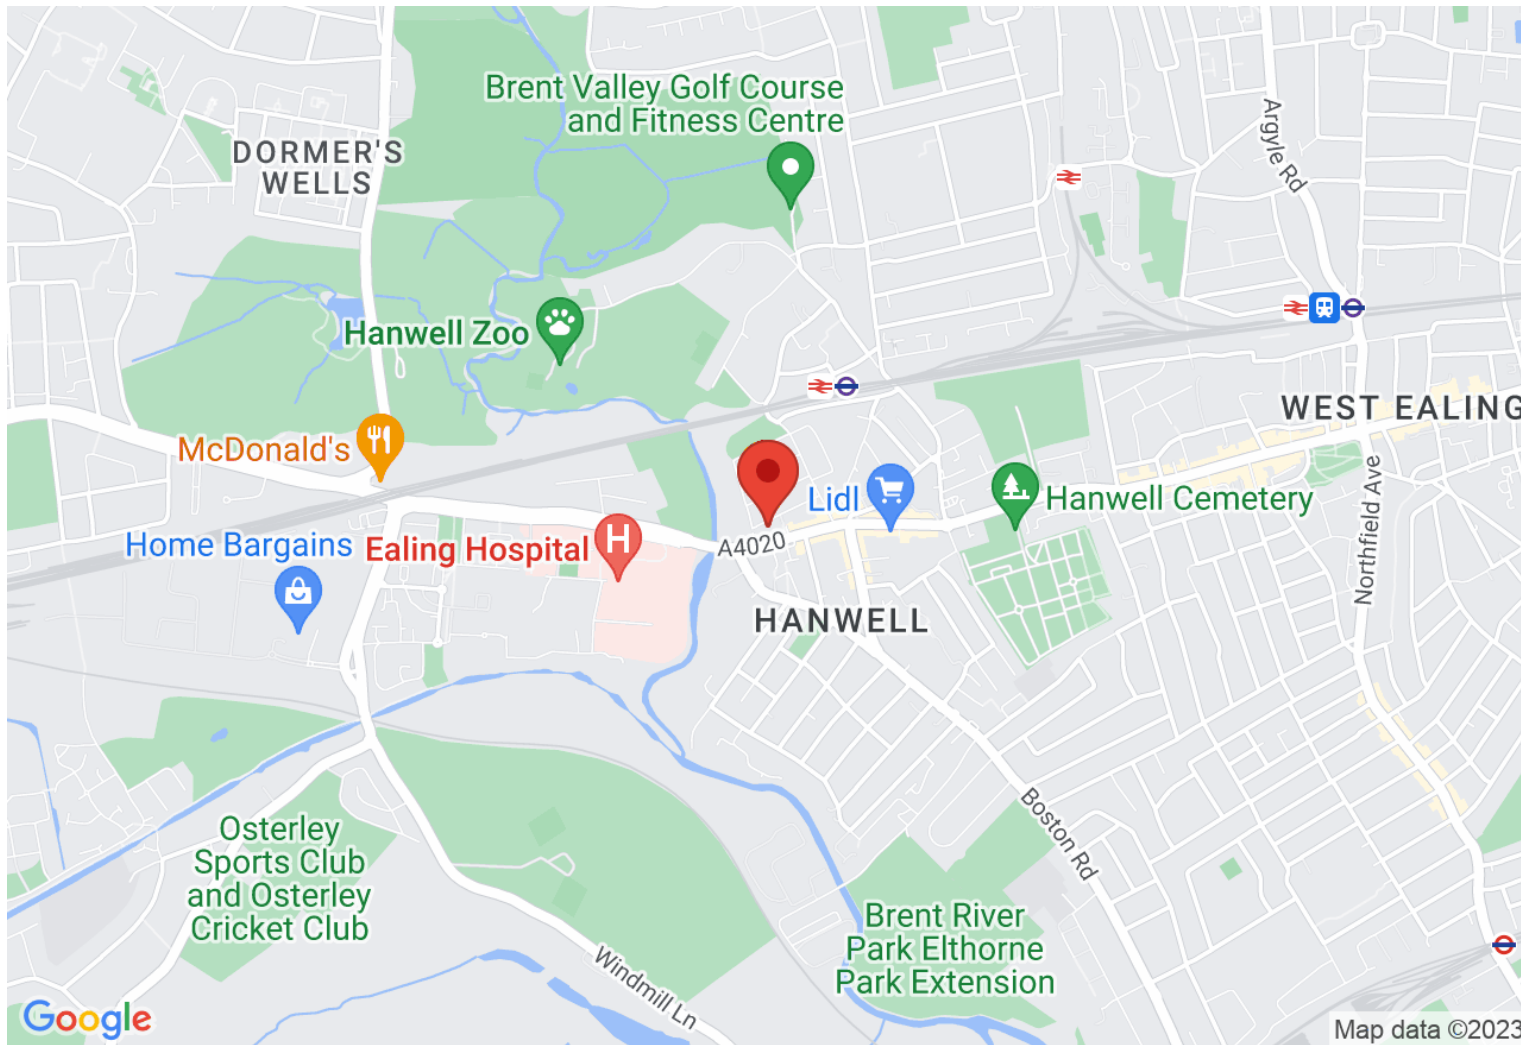 Brent Valley Golf Course
and Fitness Centre
Argyle Rd
DORMER'S
WELLS
Hanwell Zoo
WEST EALING
McDonald's
Lidl
Hanwell Cemetery
Home Bargains
Ealing Hospital
H
A4020
Northfield Ave
HANWELL
Osterley
Sports Club
and Osterley
Cricket Club
Boston Rd
Brent River
Park Elthorne
Park Extension
Windmill Ln
Google
Map data ©2023